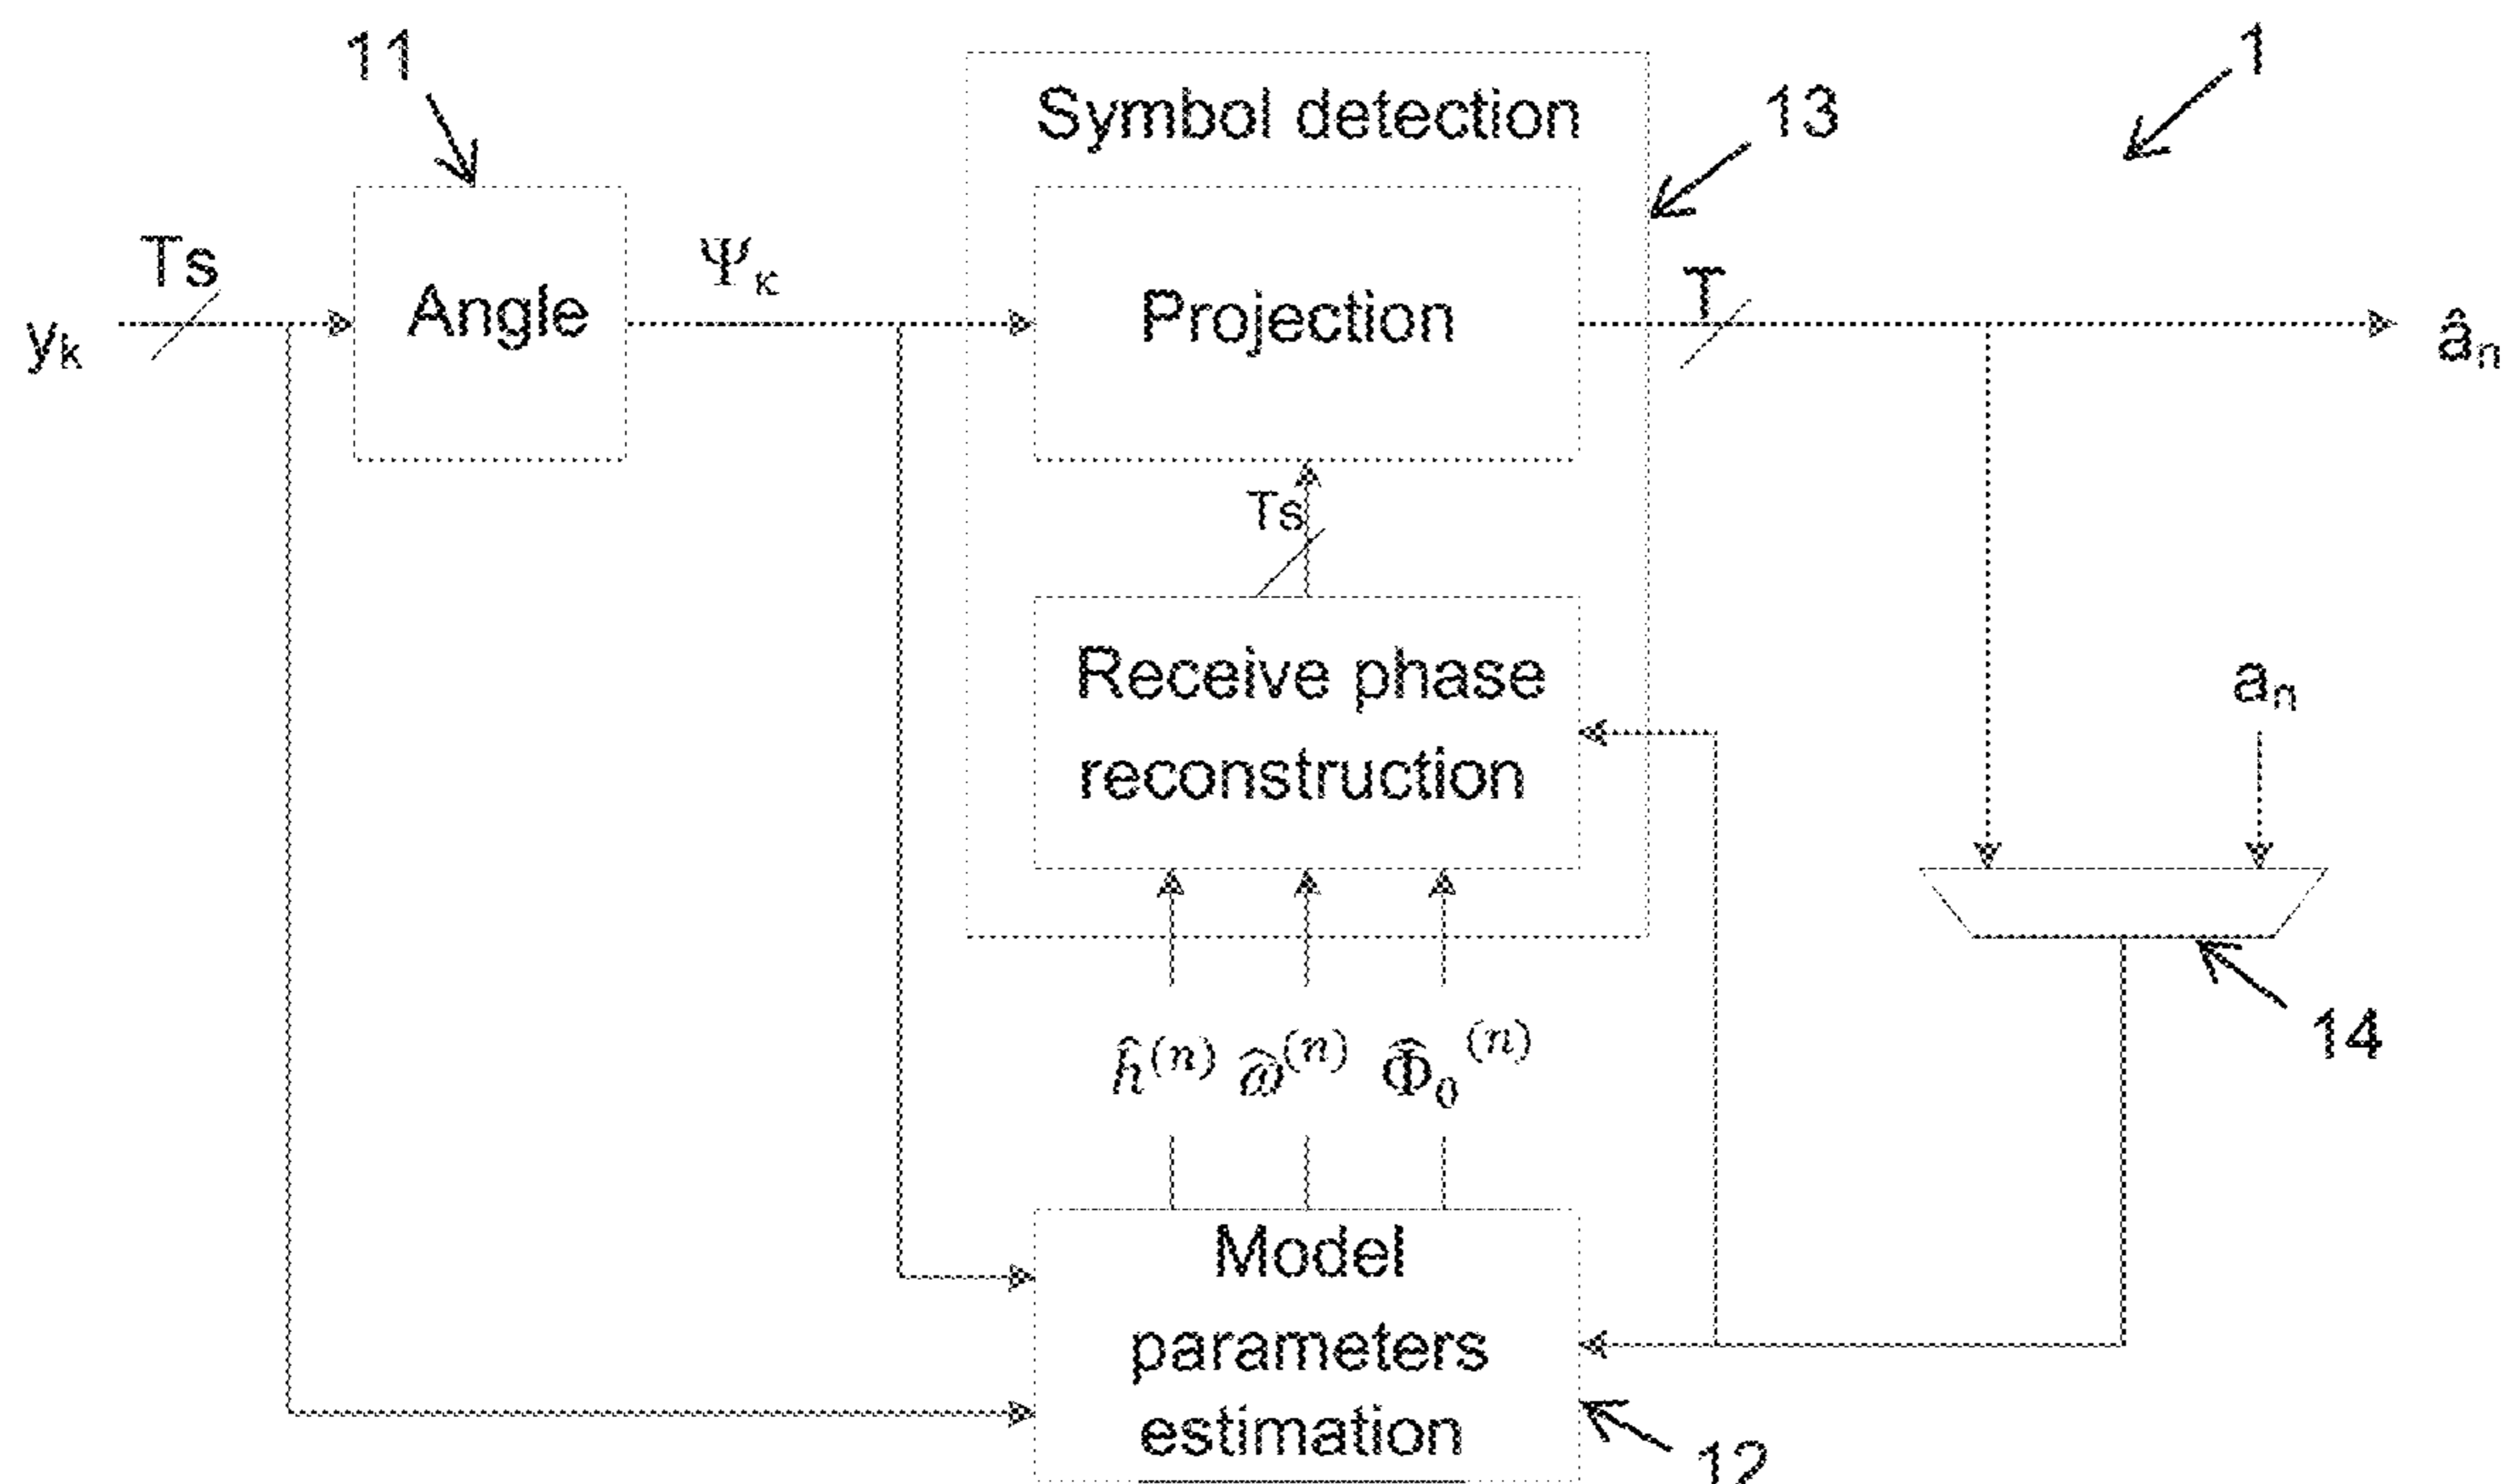 11
1
Symbol detection
13
Ts
Ψk
T
yk
Angle
Projection
ân
Ts
Receive phase
reconstruction
an
ĥ(n) ω̂(n) Φ̂0(n)
14
Model
parameters
estimation
12